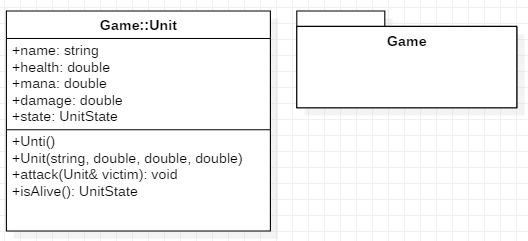 Game::Unit
+name: string
+health: double
+mana: double
+damage: double
+state: UnitState
+Unti()
+Unit(string, double, double, double)
+attack(Unit& victim): void
+isAlive(): UnitState
Game